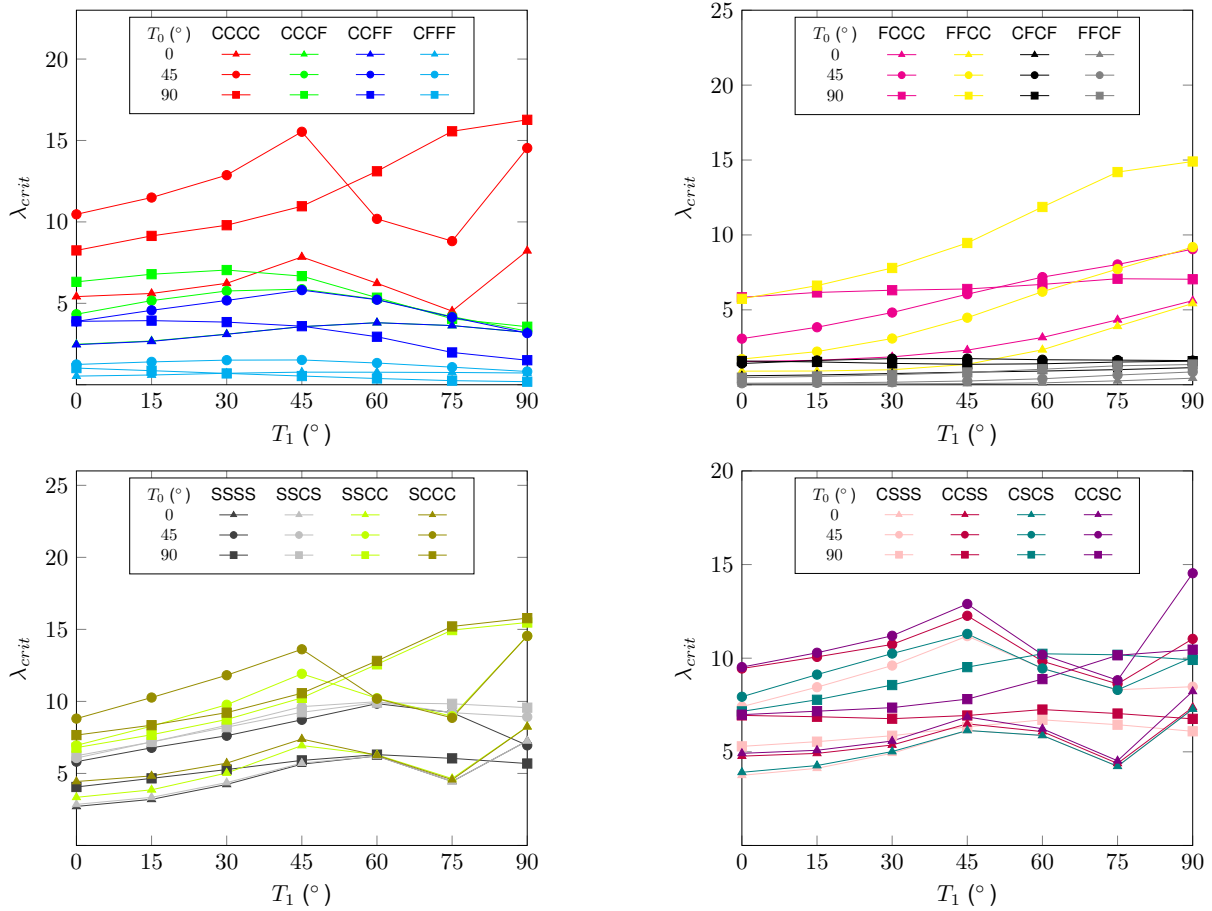 T₀ (°) CCCC CCCF CCFF CFFF
0
45
90
20
15
10
5
λcrit
0 15 30 45 60 75 90
T₁ (°)
T₀ (°) FCCC FFCC CFCF FFCF
0
45
90
25
20
15
10
5
λcrit
0 15 30 45 60 75 90
T₁ (°)
T₀ (°) SSSS SSCS SSCC SCCC
0
45
90
25
20
15
10
5
λcrit
0 15 30 45 60 75 90
T₁ (°)
T₀ (°) CSSS CCSS CSCS CCSC
0
45
90
20
15
10
5
λcrit
0 15 30 45 60 75 90
T₁ (°)